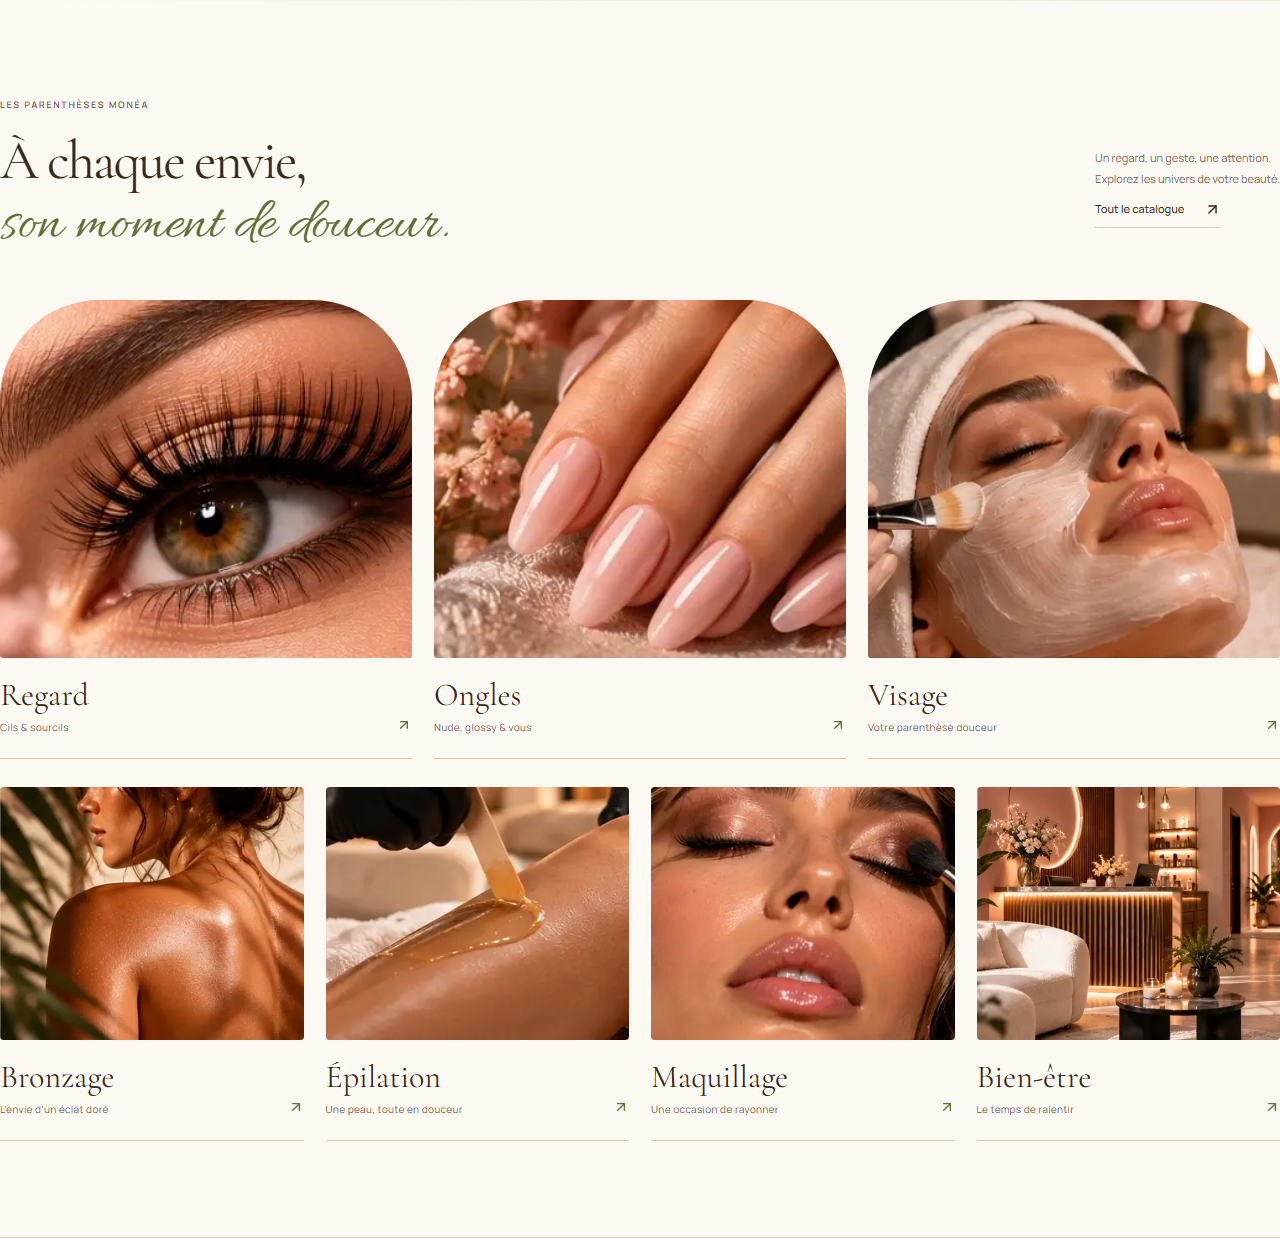 LES PARENTHÈSES MONÉA
À chaque envie,
son moment de douceur.
Un regard, un geste, une attention.
Explorez les univers de votre beauté.
Tout le catalogue
Regard
Cils & sourcils
Ongles
Nude, glossy & vous
Visage
Votre parenthèse douceur
Bronzage
L'envie d'un éclat doré
Épilation
Une peau, toute en douceur
Maquillage
Une occasion de rayonner
Bien-être
Le temps de ralentir